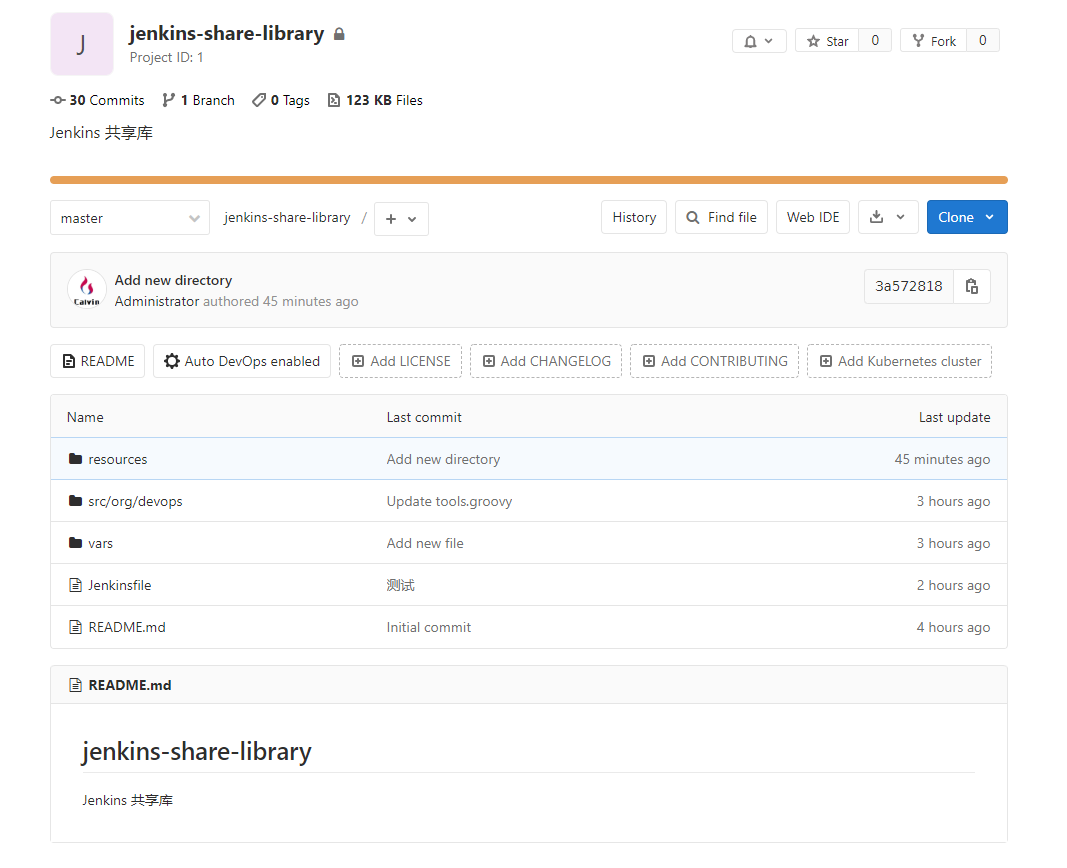 J
jenkins-share-library
Project ID: 1
Star 0 Fork 0
30 Commits 1 Branch 0 Tags 123 KB Files
Jenkins 共享库
master jenkins-share-library / + History Find file Web IDE Clone
Add new directory
Administrator authored 45 minutes ago
Calvin
3a572818
README Auto DevOps enabled Add LICENSE Add CHANGELOG Add CONTRIBUTING Add Kubernetes cluster
Name Last commit Last update
resources Add new directory 45 minutes ago
src/org/devops Update tools.groovy 3 hours ago
vars Add new file 3 hours ago
Jenkinsfile 测试 2 hours ago
README.md Initial commit 4 hours ago
README.md
jenkins-share-library
Jenkins 共享库